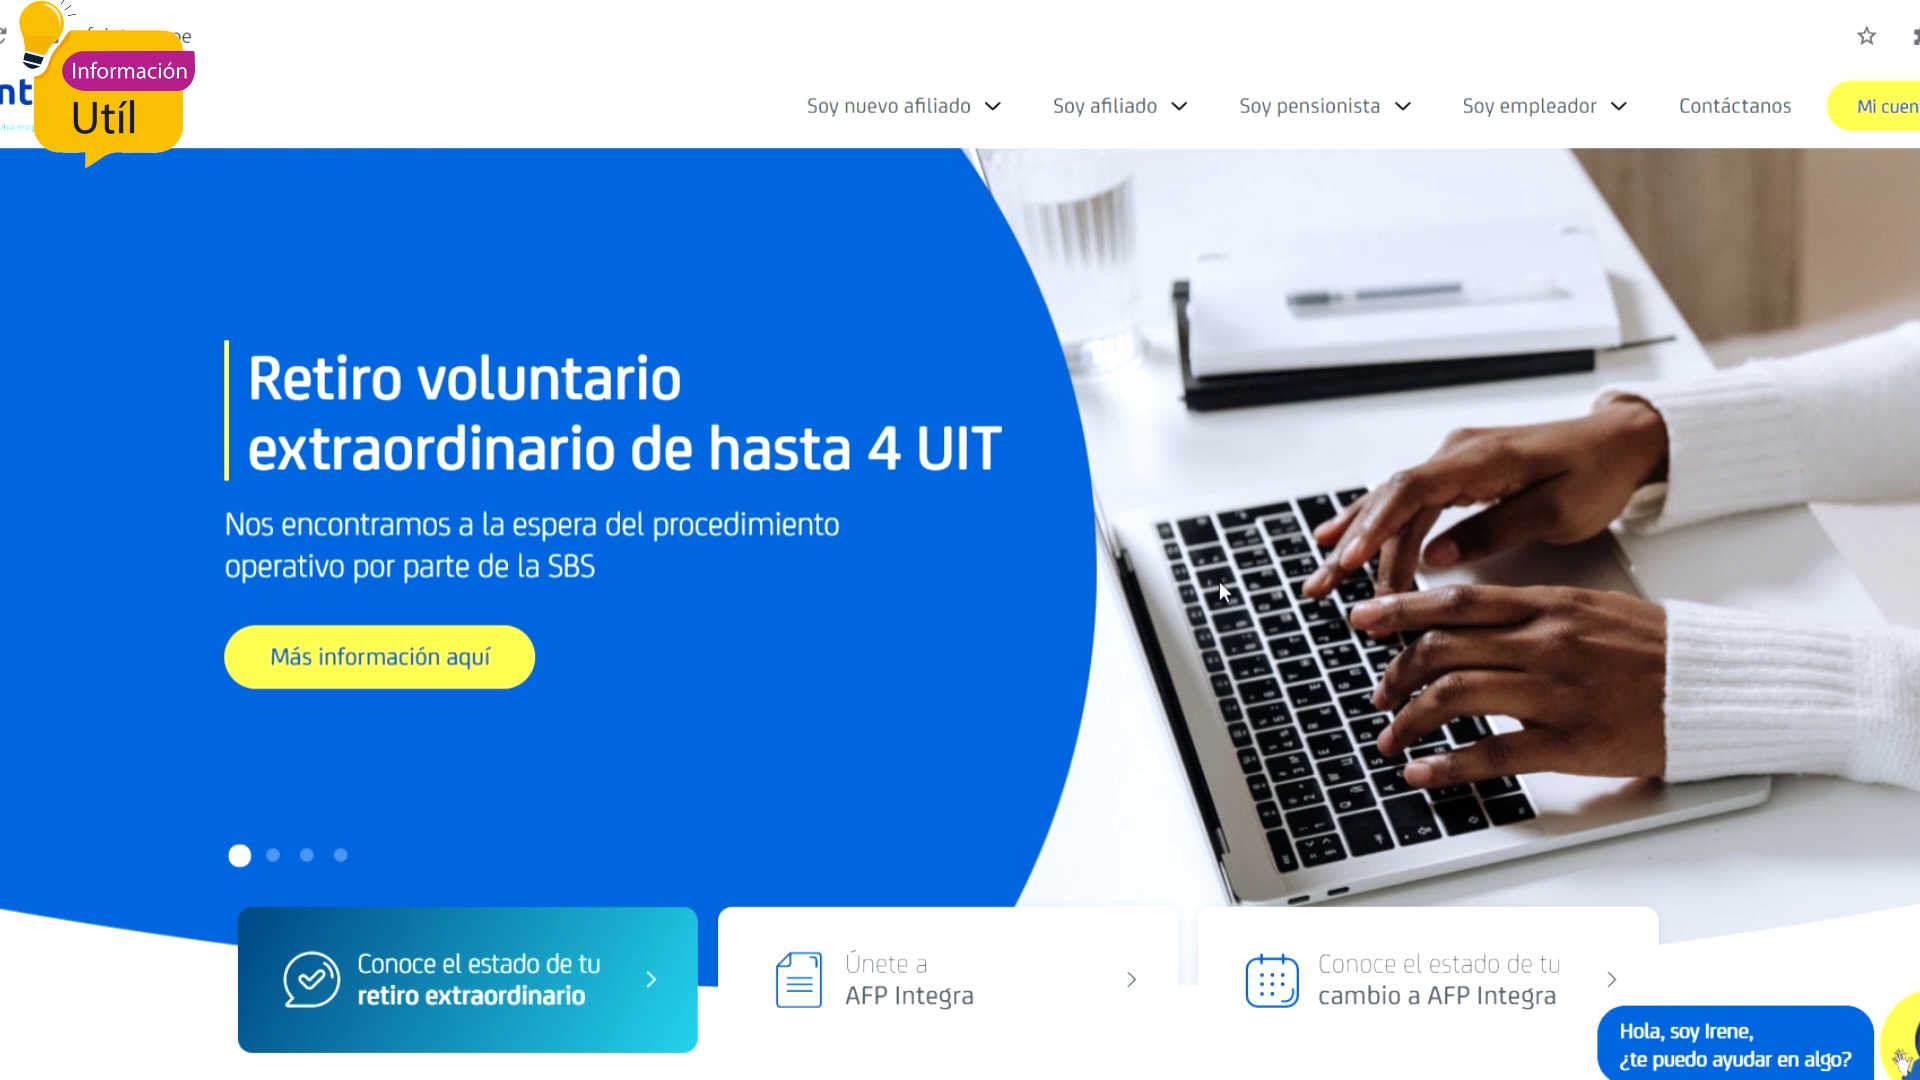 Información
Utíl
Soy nuevo afiliado
Soy afiliado
Soy pensionista
Soy empleador
Contáctanos
Retiro voluntario
extraordinario de hasta 4 UIT
Nos encontramos a la espera del procedimiento
operativo por parte de la SBS
Más información aquí
Conoce el estado de tu
retiro extraordinario
Únete a
AFP Integra
Conoce el estado de tu
cambio a AFP Integra
Hola, soy Irene,
¿te puedo ayudar en algo?